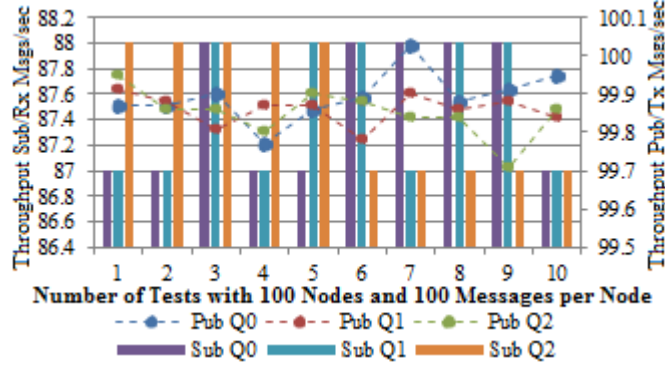 Throughput Sub/Rx Msgs/sec
88.2
88
87.8
87.6
87.4
87.2
87
86.8
86.6
86.4
100.1
100
99.9
99.8
99.7
99.6
99.5
Throughput Pub/Tx Msgs/sec
1 2 3 4 5 6 7 8 9 10
Number of Tests with 100 Nodes and 100 Messages per Node
Pub Q0 Pub Q1 Pub Q2
Sub Q0 Sub Q1 Sub Q2